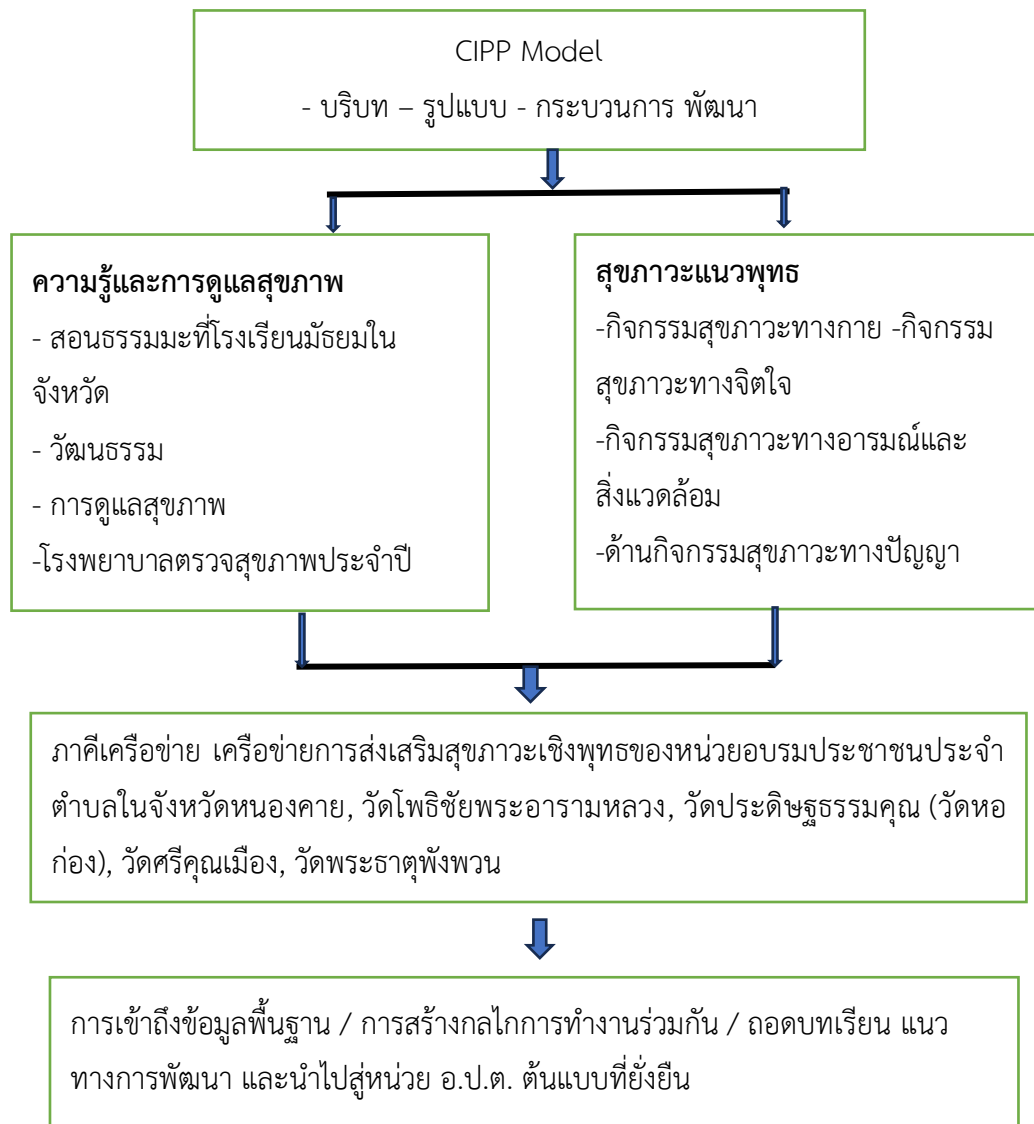 CIPP Model
- บริบท – รูปแบบ - กระบวนการ พัฒนา
ความรู้และการดูแลสุขภาพ
- สอนธรรมมะที่โรงเรียนมัธยมใน
จังหวัด
- วัฒนธรรม
- การดูแลสุขภาพ
-โรงพยาบาลตรวจสุขภาพประจำปี
สุขภาวะแนวพุทธ
-กิจกรรมสุขภาวะทางกาย -กิจกรรม
สุขภาวะทางจิตใจ
-กิจกรรมสุขภาวะทางอารมณ์และ
สิ่งแวดล้อม
-ด้านกิจกรรมสุขภาวะทางปัญญา
ภาคีเครือข่าย เครือข่ายการส่งเสริมสุขภาวะเชิงพุทธของหน่วยอบรมประชาชนประจำ
ตำบลในจังหวัดหนองคาย, วัดโพธิชัยพระอารามหลวง, วัดประดิษฐธรรมคุณ (วัดหอ
ก่อง), วัดศรีคุณเมือง, วัดพระธาตุพังพวน
การเข้าถึงข้อมูลพื้นฐาน / การสร้างกลไกการทำงานร่วมกัน / ถอดบทเรียน แนว
ทางการพัฒนา และนำไปสู่หน่วย อ.ป.ต. ต้นแบบที่ยั่งยืน